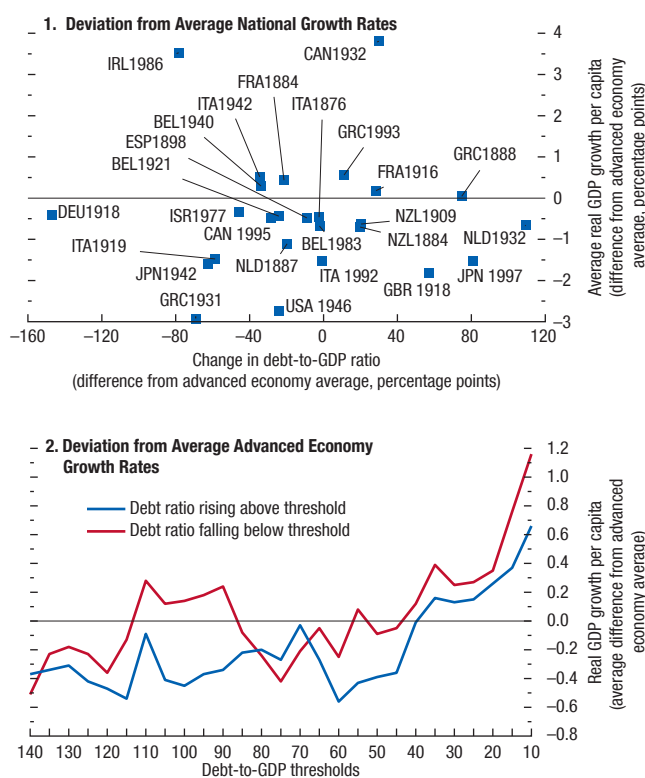 1. Deviation from Average National Growth Rates
4
3
2
1
0
−1
−2
−3
IRL1986
CAN1932
FRA1884
ITA1942
ITA1876
BEL1940
ESP1898
BEL1921
GRC1993
GRC1888
FRA1916
DEU1918
ISR1977
CAN 1995
BEL1983
NZL1909
NZL1884
NLD1932
ITA1919
JPN1942
NLD1887
ITA 1992
GBR 1918
JPN 1997
GRC1931
USA 1946
−160 −120 −80 −40 0 40 80 120
Change in debt-to-GDP ratio
(difference from advanced economy average, percentage points)
Average real GDP growth per capita
(difference from advanced economy
average, percentage points)
2. Deviation from Average Advanced Economy
Growth Rates
Debt ratio rising above threshold
Debt ratio falling below threshold
1.2
1.0
0.8
0.6
0.4
0.2
0.0
−0.2
−0.4
−0.6
−0.8
Real GDP growth per capita
(average difference from advanced
economy average)
140 130 120 110 100 90 80 70 60 50 40 30 20 10
Debt-to-GDP thresholds